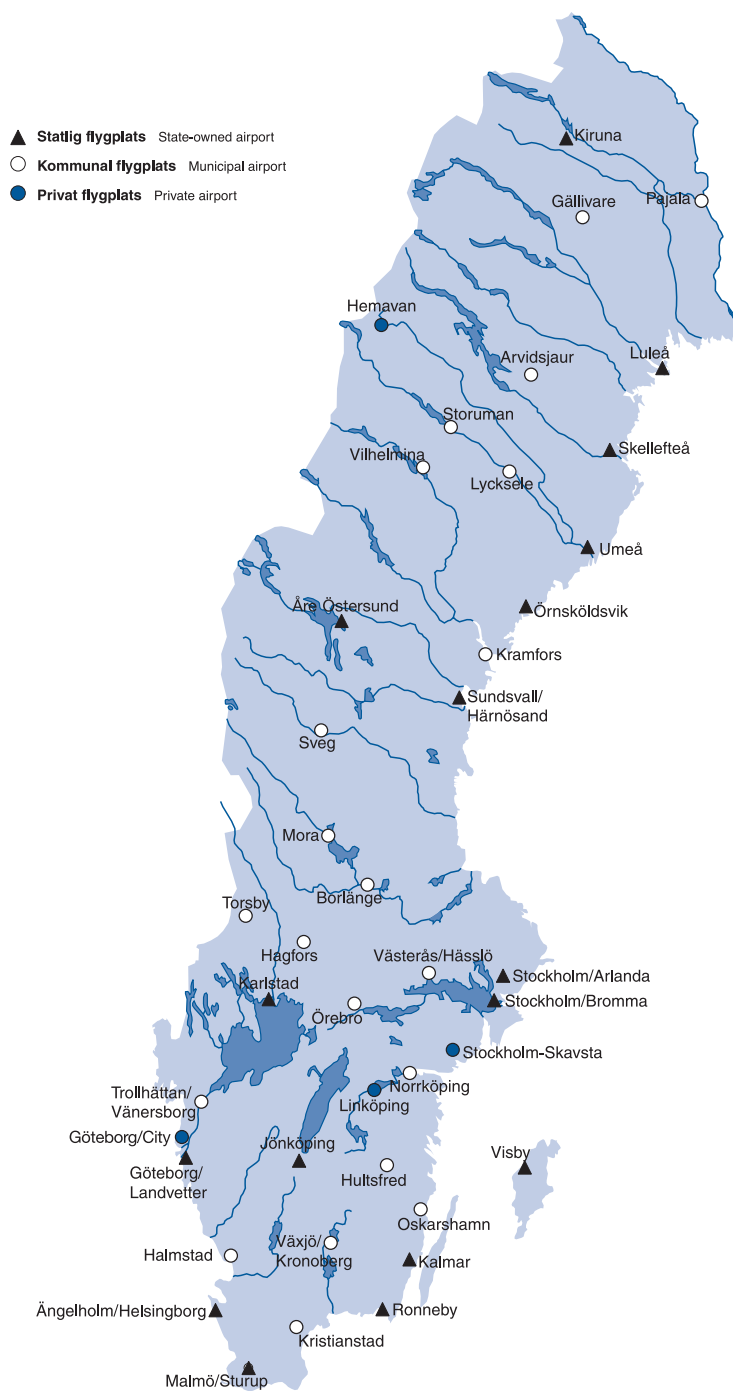 Statlig flygplats State-owned airport
Kommunal flygplats Municipal airport
Privat flygplats Private airport
Kiruna
Gällivare
Pajala
Hemavan
Arvidsjaur
Luleå
Storuman
Skellefteå
Vilhelmina
Lycksele
Umeå
Åre Östersund
Örnsköldsvik
Kramfors
Sundsvall/
Härnösand
Sveg
Mora
Borlänge
Torsby
Hagfors
Västerås/Hässlö
Stockholm/Arlanda
Karlstad
Örebro
Stockholm/Bromma
Stockholm-Skavsta
Norrköping
Linköping
Trollhättan/
Vänersborg
Göteborg/City
Jönköping
Göteborg/
Landvetter
Hultsfred
Visby
Oskarshamn
Växjö/
Kronoberg
Halmstad
Kalmar
Ängelholm/Helsingborg
Ronneby
Kristianstad
Malmö/Sturup